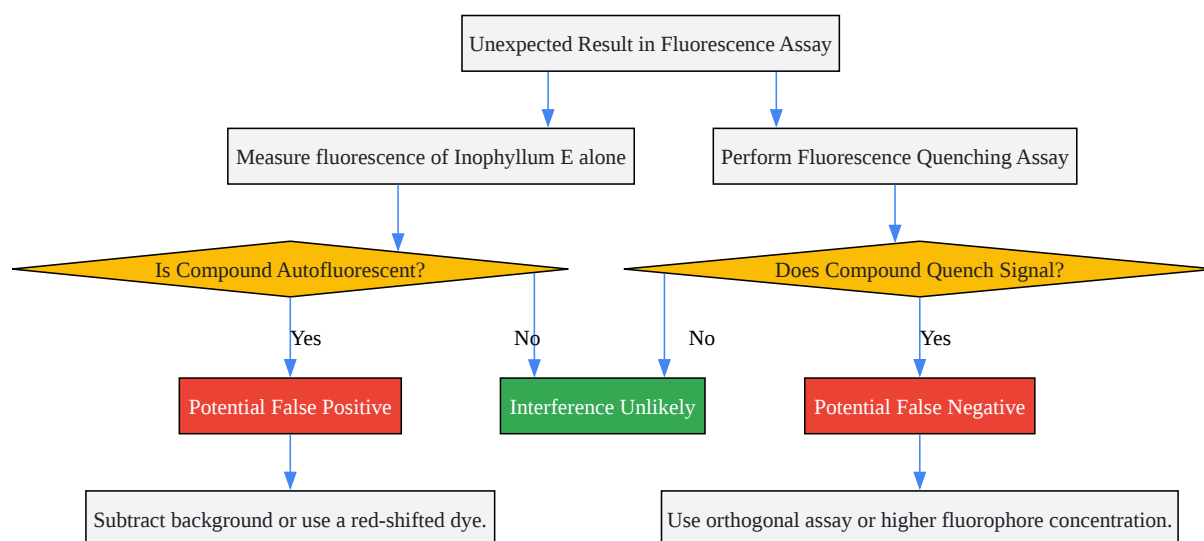 Unexpected Result in Fluorescence Assay
Measure fluorescence of Inophyllum E alone
Perform Fluorescence Quenching Assay
Is Compound Autofluorescent?
Does Compound Quench Signal?
Yes
No
No
Yes
Potential False Positive
Interference Unlikely
Potential False Negative
Subtract background or use a red-shifted dye.
Use orthogonal assay or higher fluorophore concentration.